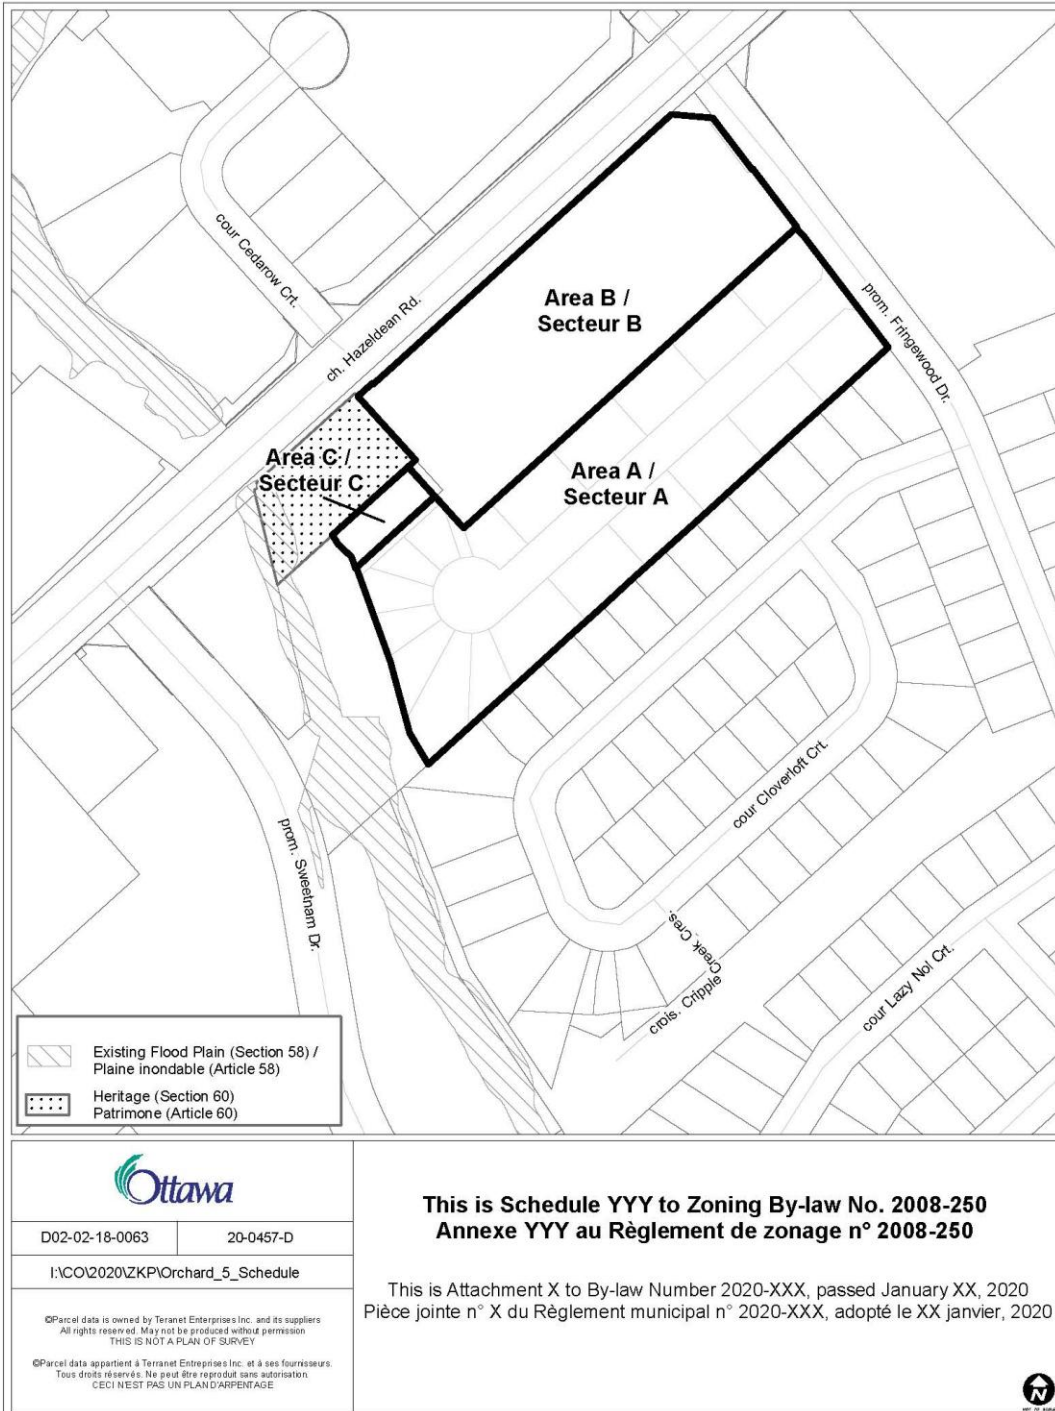 cour Cedarow Crt.
ch. Hazeldean Rd.
prom. Fringewood Dr.
Area B /
Secteur B
Area A /
Secteur A
Area C /
Secteur C
prom. Sweetnam Dr.
cour Cloverloft Crt.
crois. Cripple
Creek Cres.
cour Lazy Nol Crt.
Existing Flood Plain (Section 58) /
Plaine inondable (Article 58)
Heritage (Section 60)
Patrimone (Article 60)
Ottawa
D02-02-18-0063
20-0457-D
I:\CO\2020\ZKP\Orchard_5_Schedule
©Parcel data is owned by Teranet Enterprises Inc. and its suppliers
All rights reserved. May not be produced without permission
THIS IS NOT A PLAN OF SURVEY
©Parcel data appartient à Terranet Entreprises Inc. et à ses fournisseurs.
Tous droits réservés. Ne peut être reproduit sans autorisation.
CECI N'EST PAS UN PLAN D'ARPENTAGE
This is Schedule YYY to Zoning By-law No. 2008-250
Annexe YYY au Règlement de zonage n° 2008-250
This is Attachment X to By-law Number 2020-XXX, passed January XX, 2020
Pièce jointe n° X du Règlement municipal n° 2020-XXX, adopté le XX janvier, 2020
N